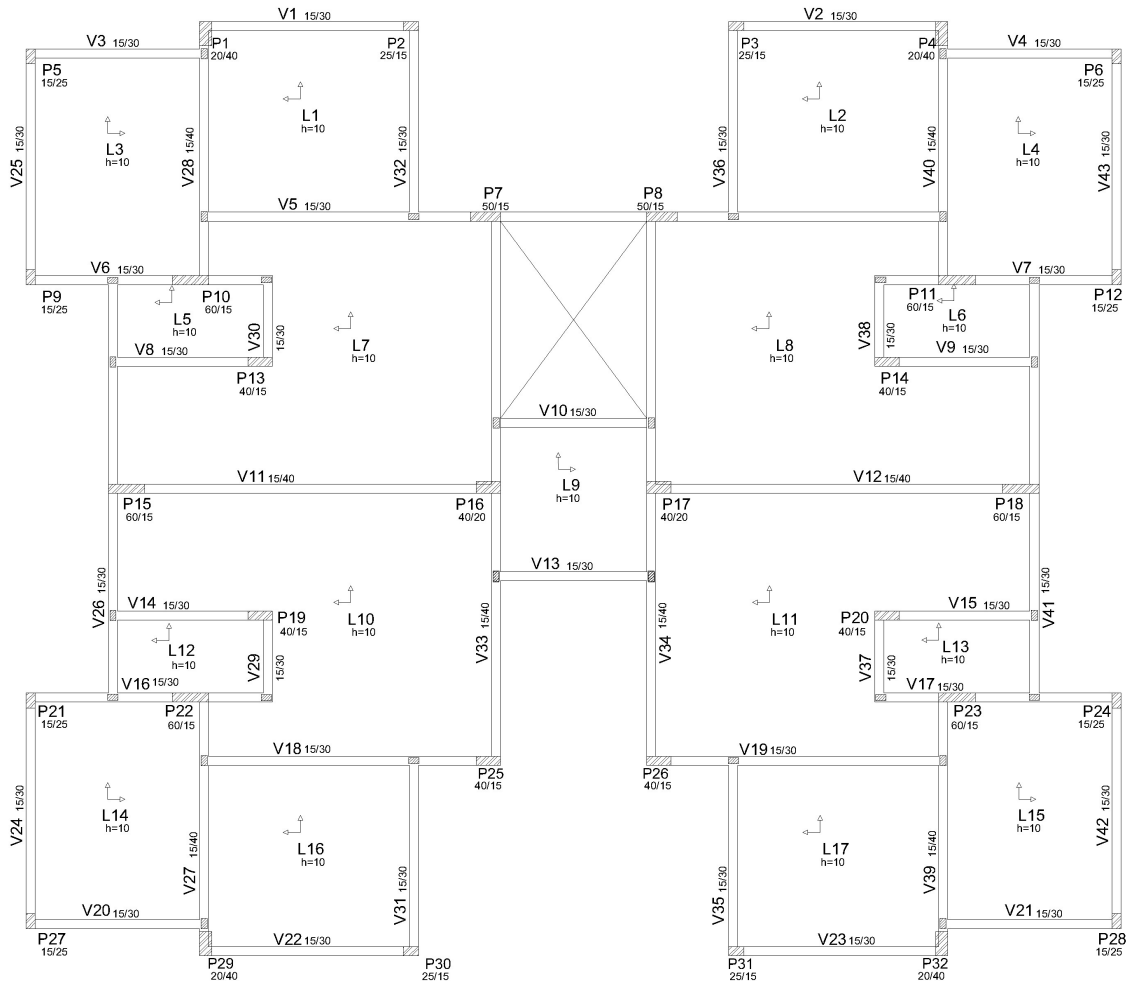 V1 15/30
V2 15/30
V3 15/30
P1
20/40
P2
25/15
P3
25/15
P4
20/40
V4 15/30
P5
15/25
P6
15/25
V25 15/30
L3
h=10
V28 15/40
L1
h=10
V32 15/30
V36 15/30
L2
h=10
V40 15/40
L4
h=10
V43 15/30
V5 15/30
P7
50/15
P8
50/15
V6 15/30
P9
15/25
P10
60/15
P11
60/15
V7 15/30
P12
15/25
L5
h=10
V30 15/30
L7
h=10
L8
h=10
V38 15/30
L6
h=10
V8 15/30
P13
40/15
P14
40/15
V9 15/30
V10 15/30
L9
h=10
V11 15/40
V12 15/40
P15
60/15
P16
40/20
P17
40/20
P18
60/15
V13 15/30
V26 15/30
V14 15/30
P19
40/15
L10
h=10
V33 15/40
V34 15/40
L11
h=10
P20
40/15
V15 15/30
V41 15/30
L12
h=10
V29 15/30
V37 15/30
L13
h=10
V16 15/30
V17 15/30
P21
15/25
P22
60/15
P23
60/15
P24
15/25
V18 15/30
P25
40/15
P26
40/15
V19 15/30
V24 15/30
L14
h=10
V27 15/40
L16
h=10
V31 15/30
V35 15/30
L17
h=10
V39 15/40
L15
h=10
V42 15/30
V20 15/30
V21 15/30
P27
15/25
V22 15/30
V23 15/30
P28
15/25
P29
20/40
P30
25/15
P31
25/15
P32
20/40